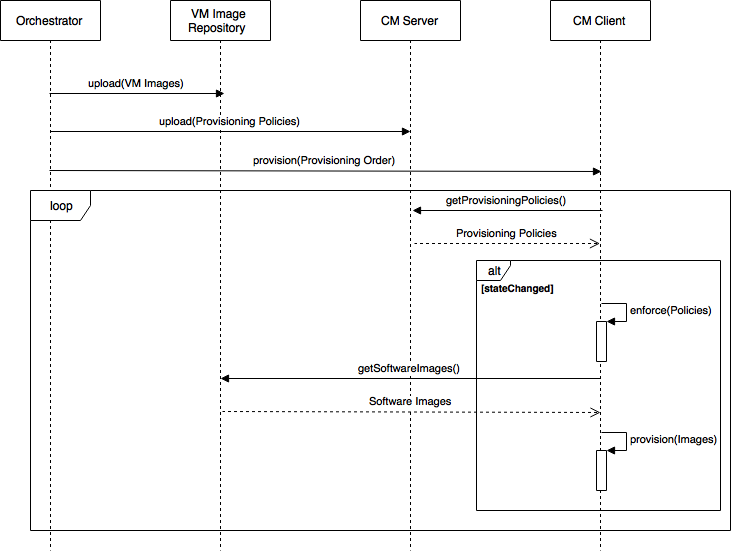 Orchestrator
VM Image
Repository
CM Server
CM Client
upload(VM Images)
upload(Provisioning Policies)
provision(Provisioning Order)
loop
getProvisioningPolicies()
Provisioning Policies
alt
[stateChanged]
enforce(Policies)
getSoftwareImages()
Software Images
provision(Images)